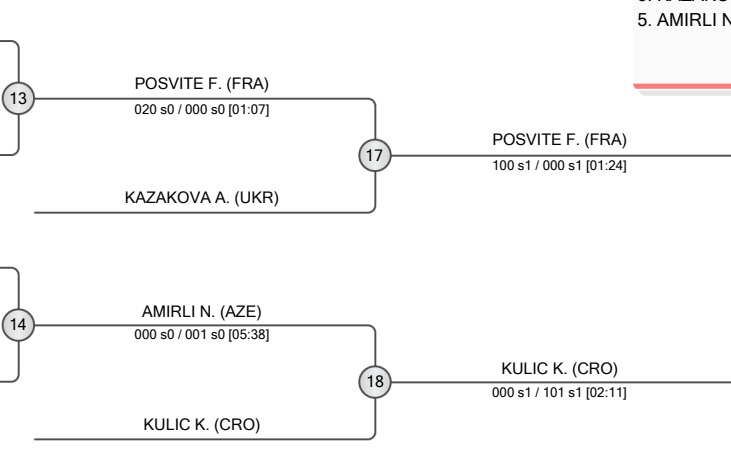 5. AMIRLI N
13
POSVITE F. (FRA)
020 s0 / 000 s0 [01:07]
17
POSVITE F. (FRA)
100 s1 / 000 s1 [01:24]
KAZAKOVA A. (UKR)
14
AMIRLI N. (AZE)
000 s0 / 001 s0 [05:38]
18
KULIC K. (CRO)
000 s1 / 101 s1 [02:11]
KULIC K. (CRO)